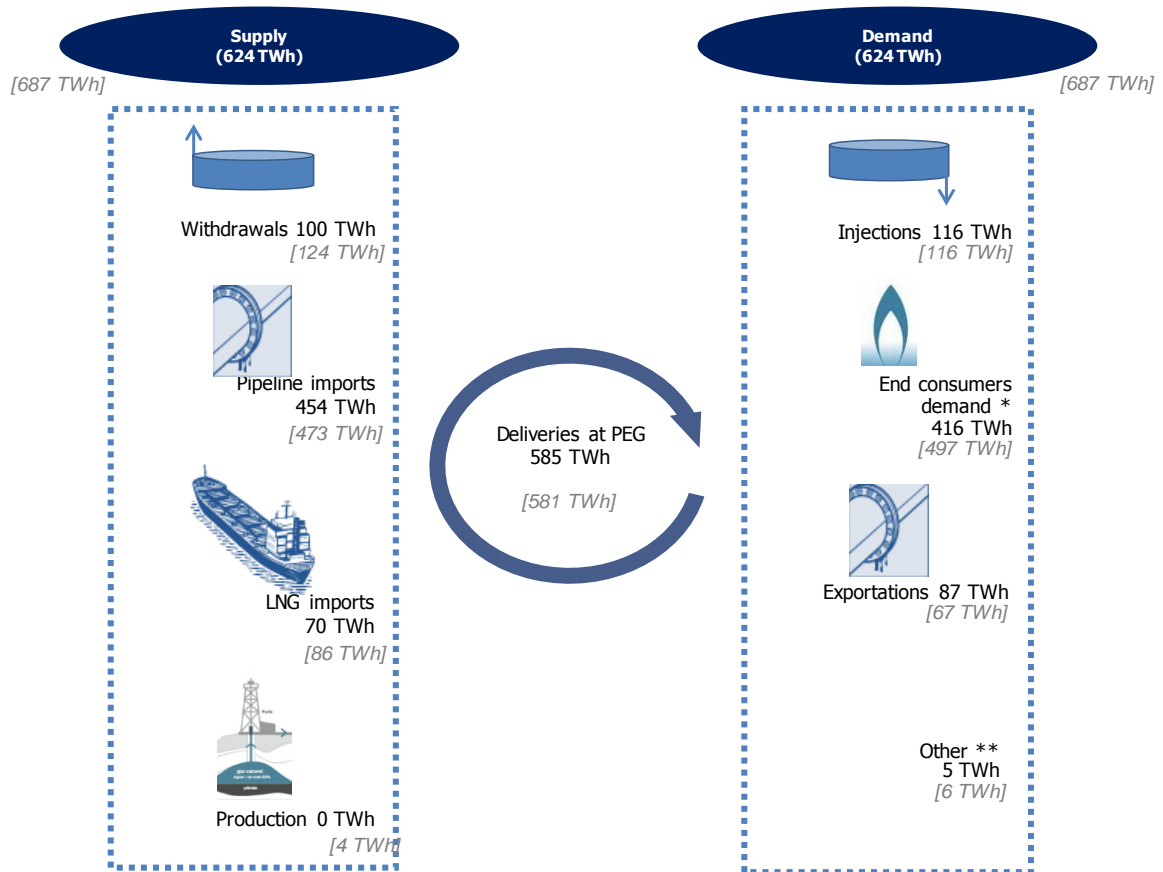 Supply
(624 TWh)
[687 TWh]
Withdrawals 100 TWh
[124 TWh]
Pipeline imports
454 TWh
[473 TWh]
LNG imports
70 TWh
[86 TWh]
Production 0 TWh
[4 TWh]
Deliveries at PEG
585 TWh
[581 TWh]
Demand
(624 TWh)
[687 TWh]
Injections 116 TWh
[116 TWh]
End consumers
demand *
416 TWh
[497 TWh]
Exportations 87 TWh
[67 TWh]
Other **
5 TWh
[6 TWh]